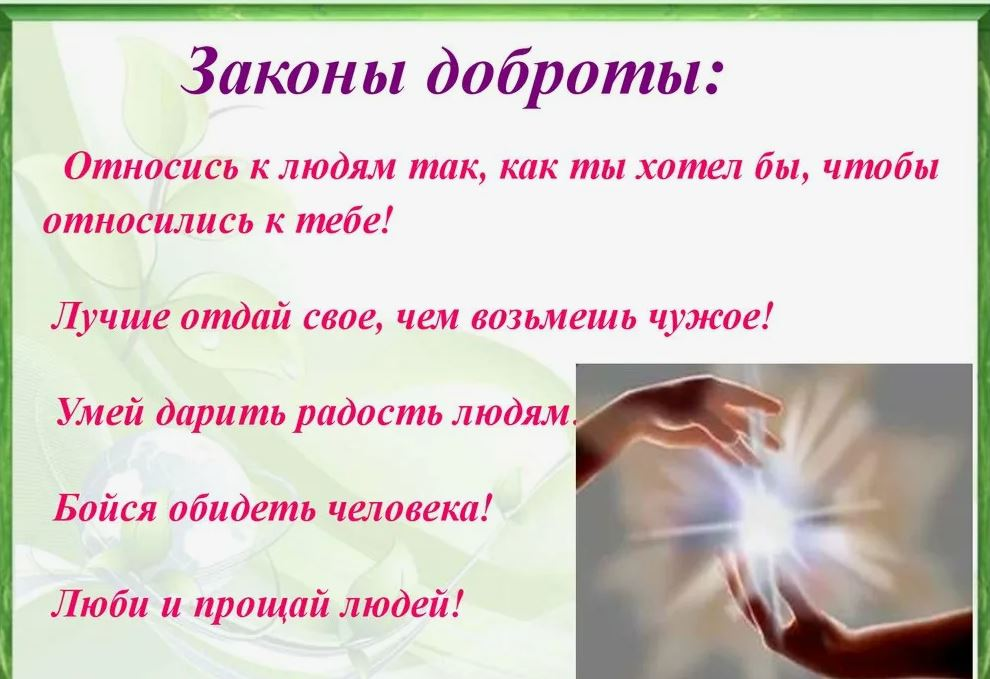 Законы доброты:
Относись к людям так, как ты хотел бы, чтобы
относились к тебе!
Лучше отдай свое, чем возьмешь чужое!
Умей дарить радость людям.
Бойся обидеть человека!
Люби и прощай людей!